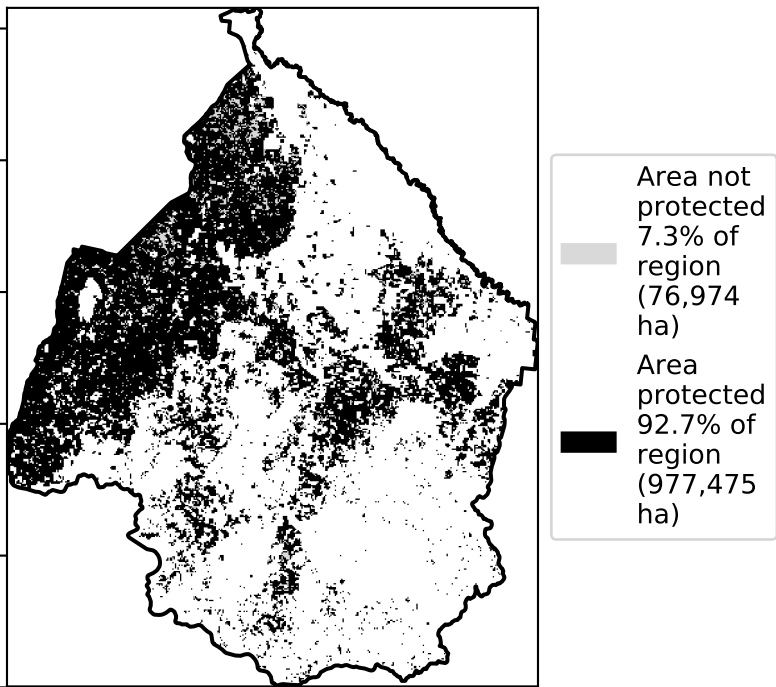 Area not
protected
7.3% of
region
(76,974
ha)
Area
protected
92.7% of
region
(977,475
ha)